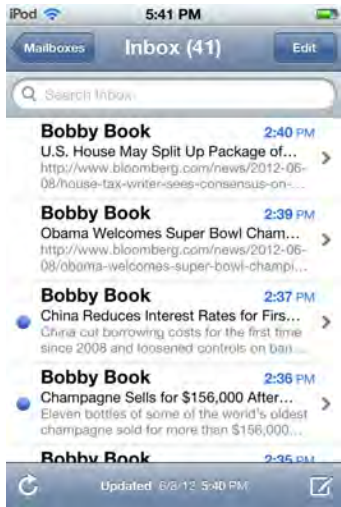 iPod 5:41 PM
Mailboxes Inbox (41) Edit
Search Inbox
Bobby Book 2:40 PM
U.S. House May Split Up Package of...
http://www.bloomberg.com/news/2012-06-
08/house-tax-writer-sees-consensus-on-...
Bobby Book 2:39 PM
Obama Welcomes Super Bowl Cham...
http://www.bloomberg.com/news/2012-06-
08/obama-welcomes-super-bowl-champi...
Bobby Book 2:37 PM
China Reduces Interest Rates for Firs...
China cut borrowing costs for the first time
since 2008 and loosened controls on ban...
Bobby Book 2:36 PM
Champagne Sells for $156,000 After...
Eleven bottles of some of the world's oldest
champagne sold for more than $156,000...
Bobby Book 2:35 PM
Updated 6/8/12 5:40 PM